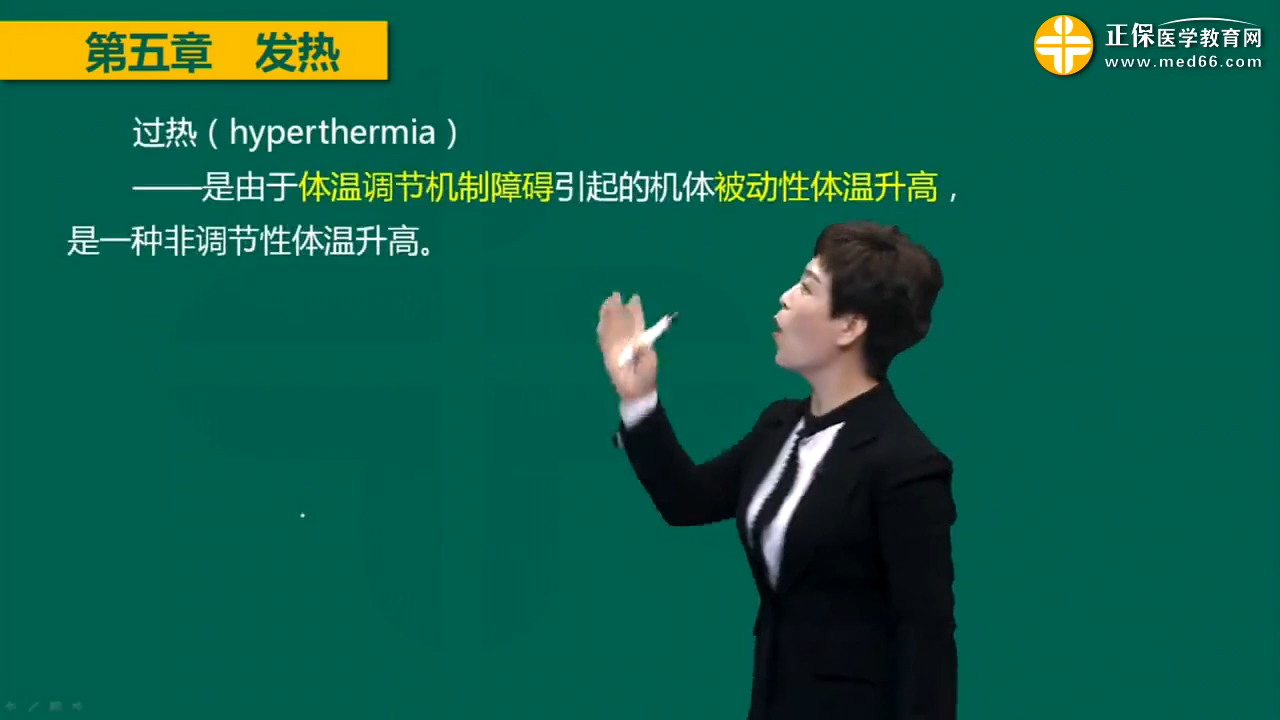 第五章 发热
正保医学教育网
www.med66.com
过热（hyperthermia）
——是由于体温调节机制障碍引起的机体被动性体温升高，
是一种非调节性体温升高。